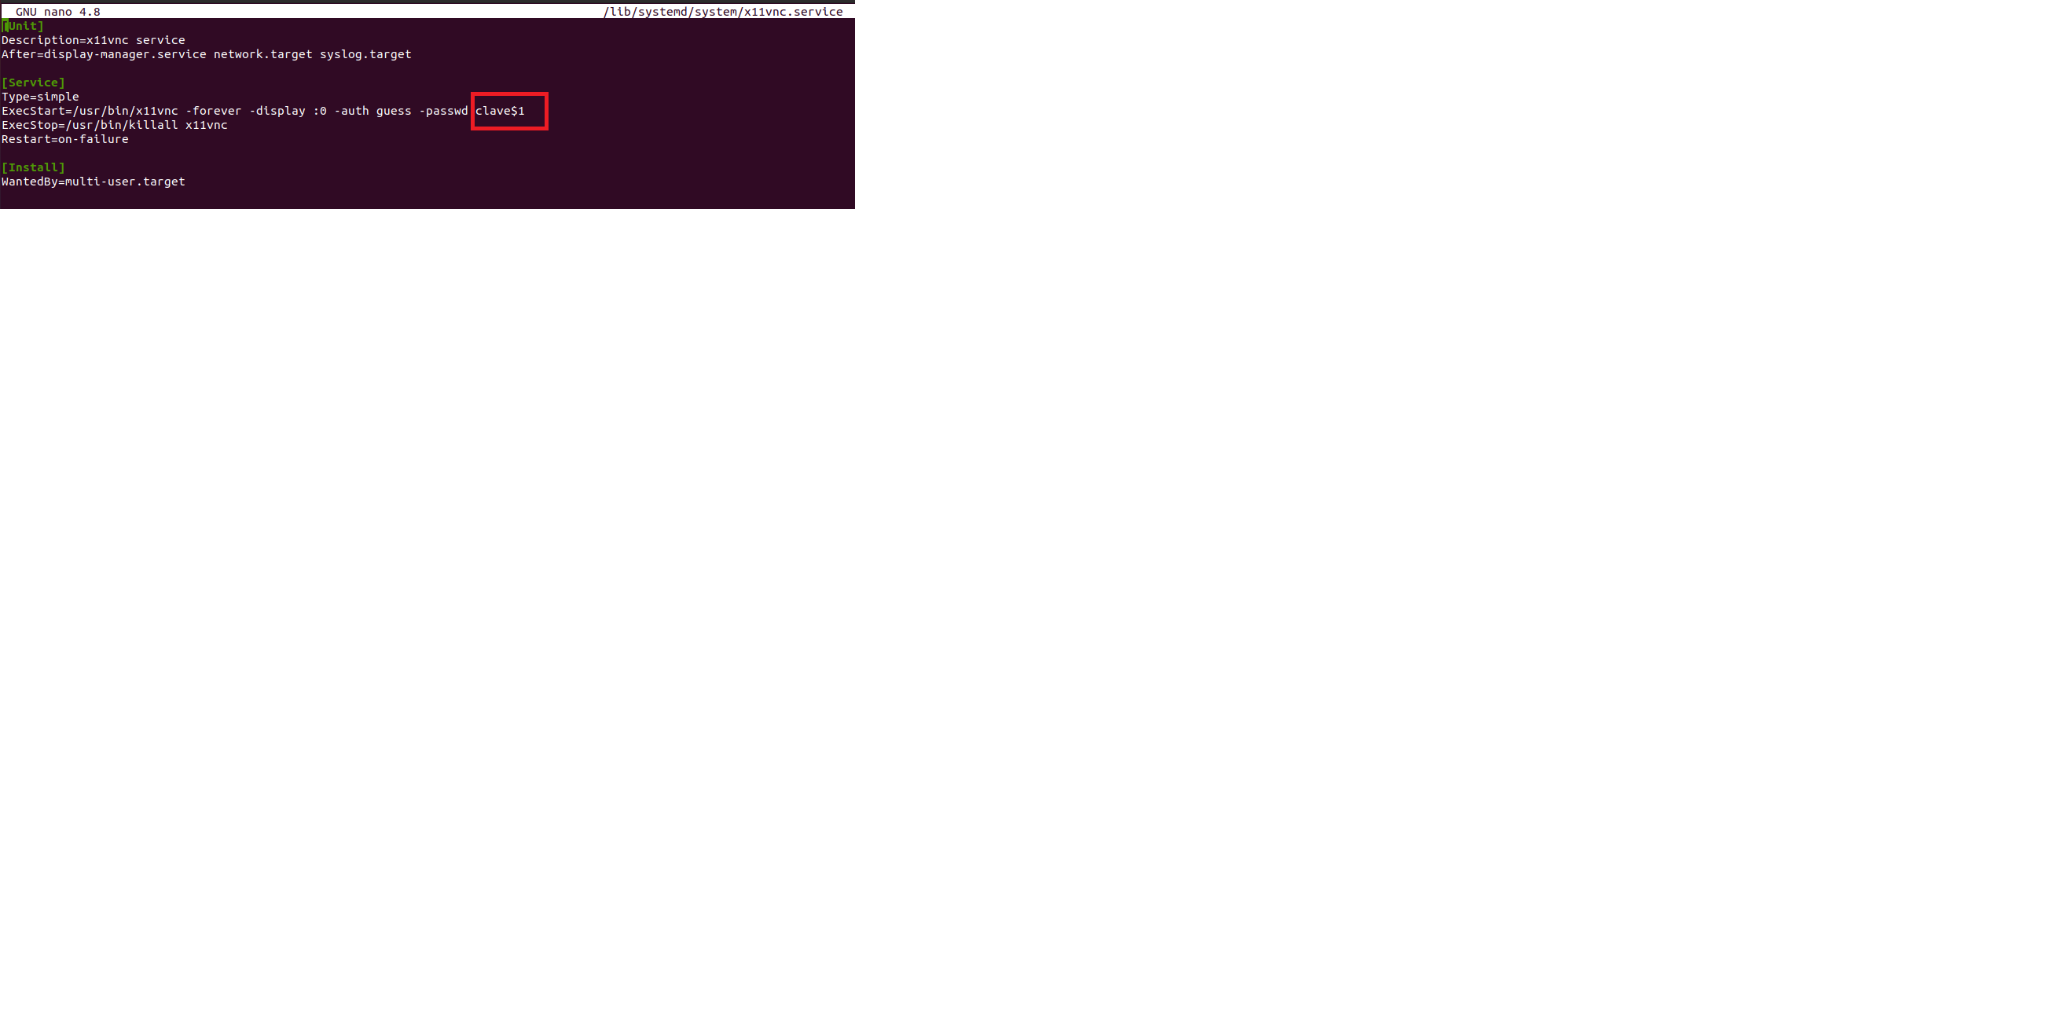 GNU nano 4.8 /lib/systemd/system/x11vnc.service
[Unit]
Description=x11vnc service
After=display-manager.service network.target syslog.target
[Service]
Type=simple
ExecStart=/usr/bin/x11vnc -forever -display :0 -auth guess -passwd clave$1
ExecStop=/usr/bin/killall x11vnc
Restart=on-failure
[Install]
WantedBy=multi-user.target